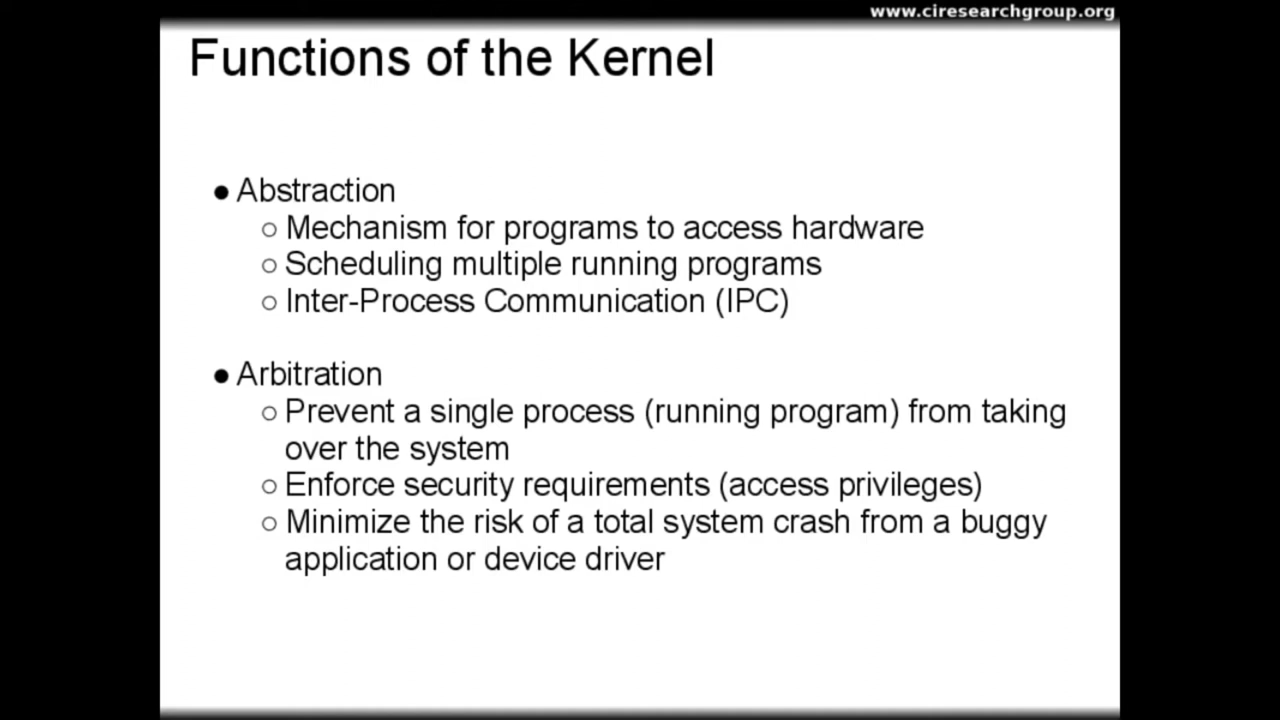 www.ciresearchgroup.org
Functions of the Kernel
● Abstraction
○ Mechanism for programs to access hardware
○ Scheduling multiple running programs
○ Inter-Process Communication (IPC)
● Arbitration
○ Prevent a single process (running program) from taking
over the system
○ Enforce security requirements (access privileges)
○ Minimize the risk of a total system crash from a buggy
application or device driver